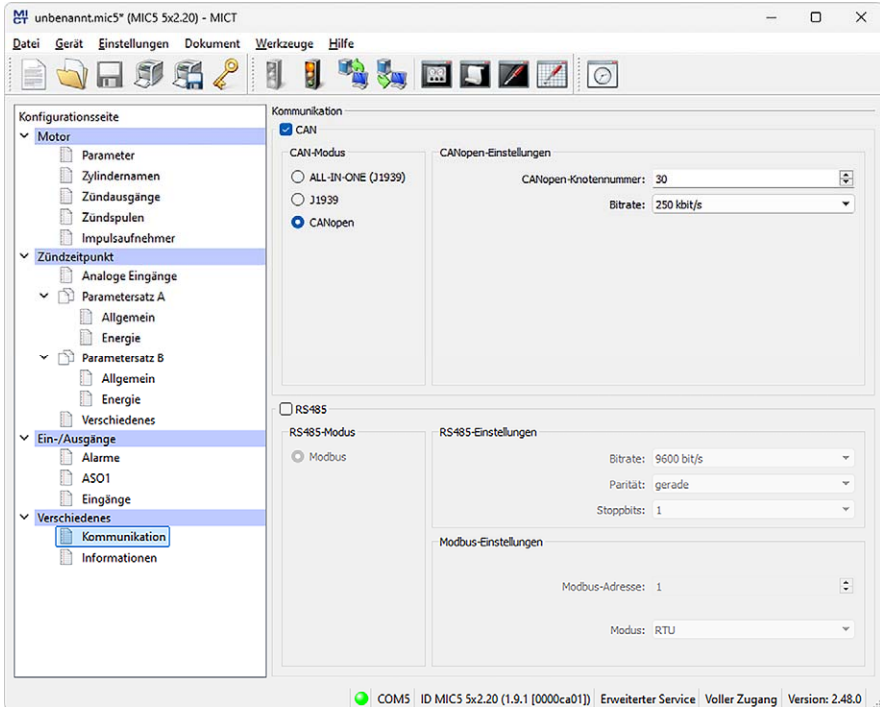 MICT unbenannt.mic5* (MIC5 5x2.20) - MICT
Datei Gerät Einstellungen Dokument Werkzeuge Hilfe
Konfigurationsseite
Motor
Parameter
Zylindernamen
Zündausgänge
Zündspulen
Impulsaufnehmer
Zündzeitpunkt
Analoge Eingänge
Parametersatz A
Allgemein
Energie
Parametersatz B
Allgemein
Energie
Verschiedenes
Ein-/Ausgänge
Alarme
ASO1
Eingänge
Verschiedenes
Kommunikation
Informationen
Kommunikation
CAN
CAN-Modus
ALL-IN-ONE (J1939)
J1939
CANopen
CANopen-Einstellungen
CANopen-Knotennummer: 30
Bitrate: 250 kbit/s
RS485
RS485-Modus
Modbus
RS485-Einstellungen
Bitrate: 9600 bit/s
Parität: gerade
Stoppbits: 1
Modbus-Einstellungen
Modbus-Adresse: 1
Modus: RTU
COM5 ID MIC5 5x2.20 (1.9.1 [0000ca01]) Erweiterter Service Voller Zugang Version: 2.48.0